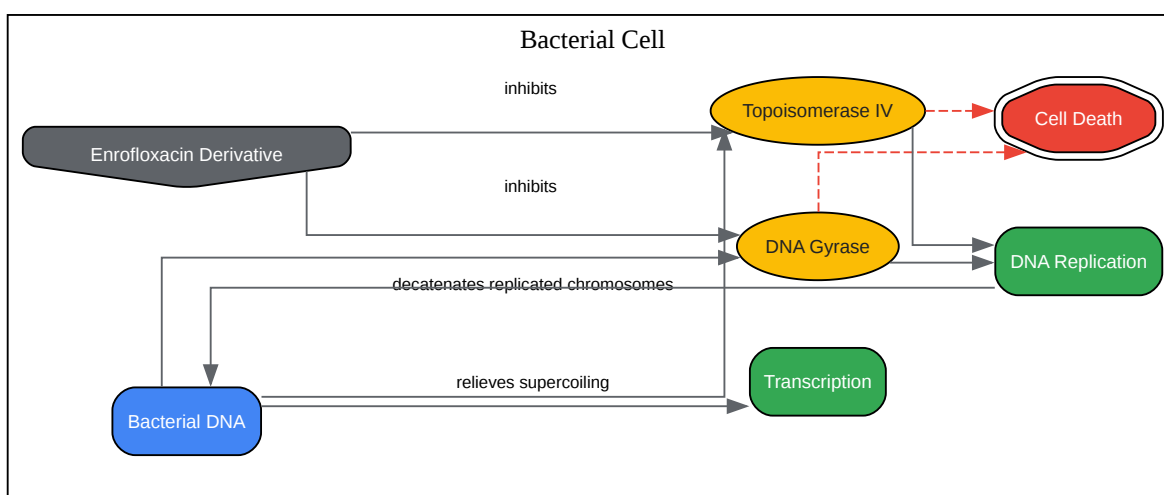 Bacterial Cell
inhibits
Topoisomerase IV
Cell Death
Enrofloxacin Derivative
inhibits
DNA Gyrase
DNA Replication
decatenates replicated chromosomes
relieves supercoiling
Transcription
Bacterial DNA